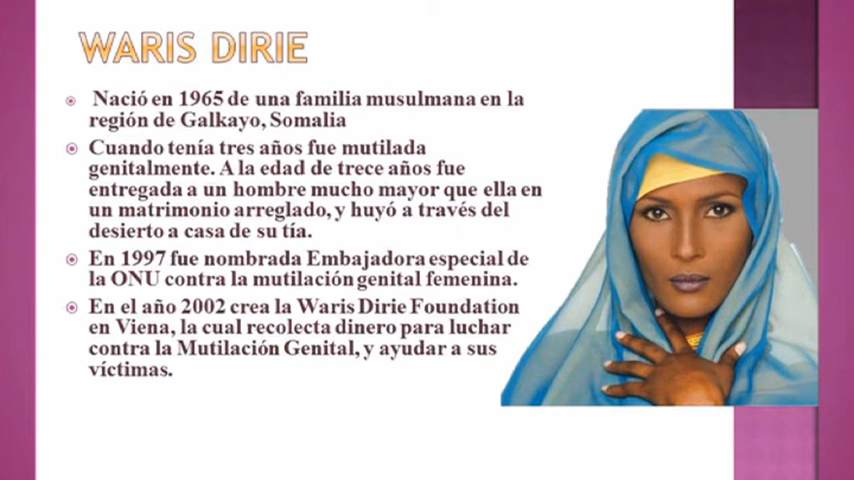 WARIS DIRIE
Nació en 1965 de una familia musulmana en la
región de Galkayo, Somalia
Cuando tenía tres años fue mutilada
genitalmente. A la edad de trece años fue
entregada a un hombre mucho mayor que ella en
un matrimonio arreglado, y huyó a través del
desierto a casa de su tía.
En 1997 fue nombrada Embajadora especial de
la ONU contra la mutilación genital femenina.
En el año 2002 crea la Waris Dirie Foundation
en Viena, la cual recolecta dinero para luchar
contra la Mutilación Genital, y ayudar a sus
víctimas.